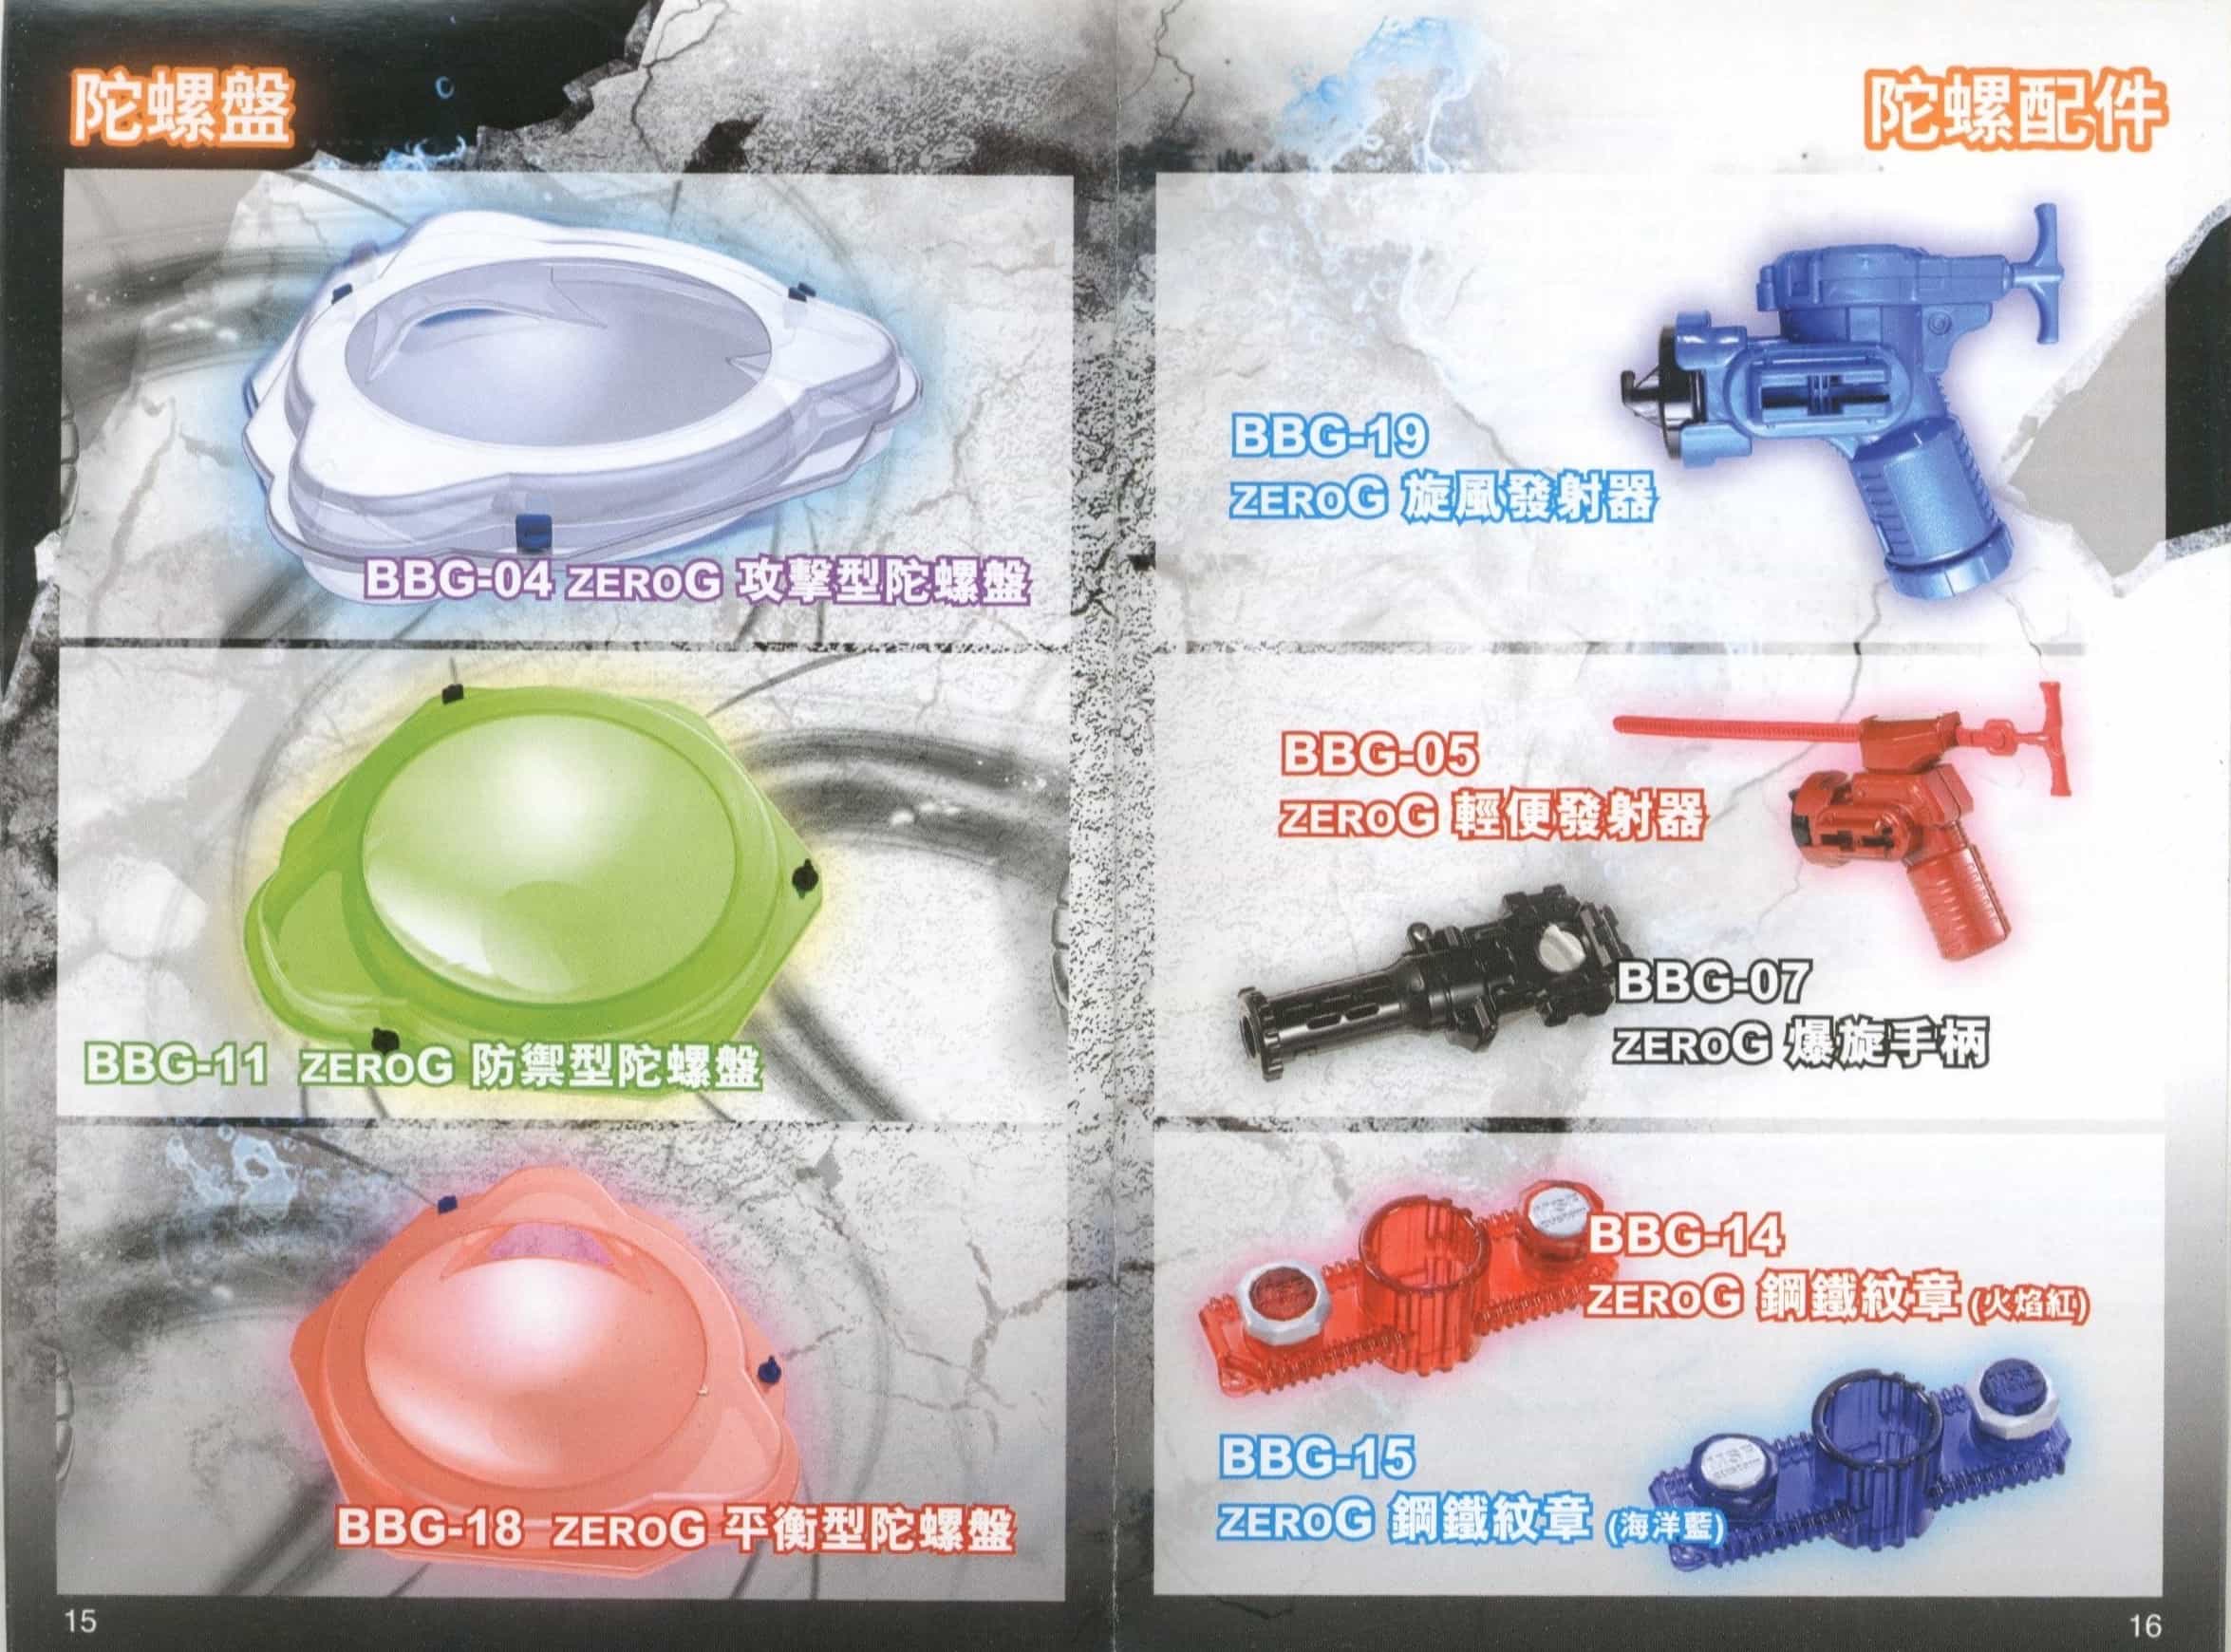 陀螺盤
BBG-04 ZEROG 攻擊型陀螺盤
BBG-11 ZEROG 防禦型陀螺盤
BBG-18 ZEROG 平衡型陀螺盤
15
陀螺配件
BBG-19
ZEROG 旋風發射器
BBG-05
ZEROG 輕便發射器
BBG-07
ZEROG 爆旋手柄
BBG-14
ZEROG 鋼鐵紋章 (火焰紅)
BBG-15
ZEROG 鋼鐵紋章 (海洋藍)
16